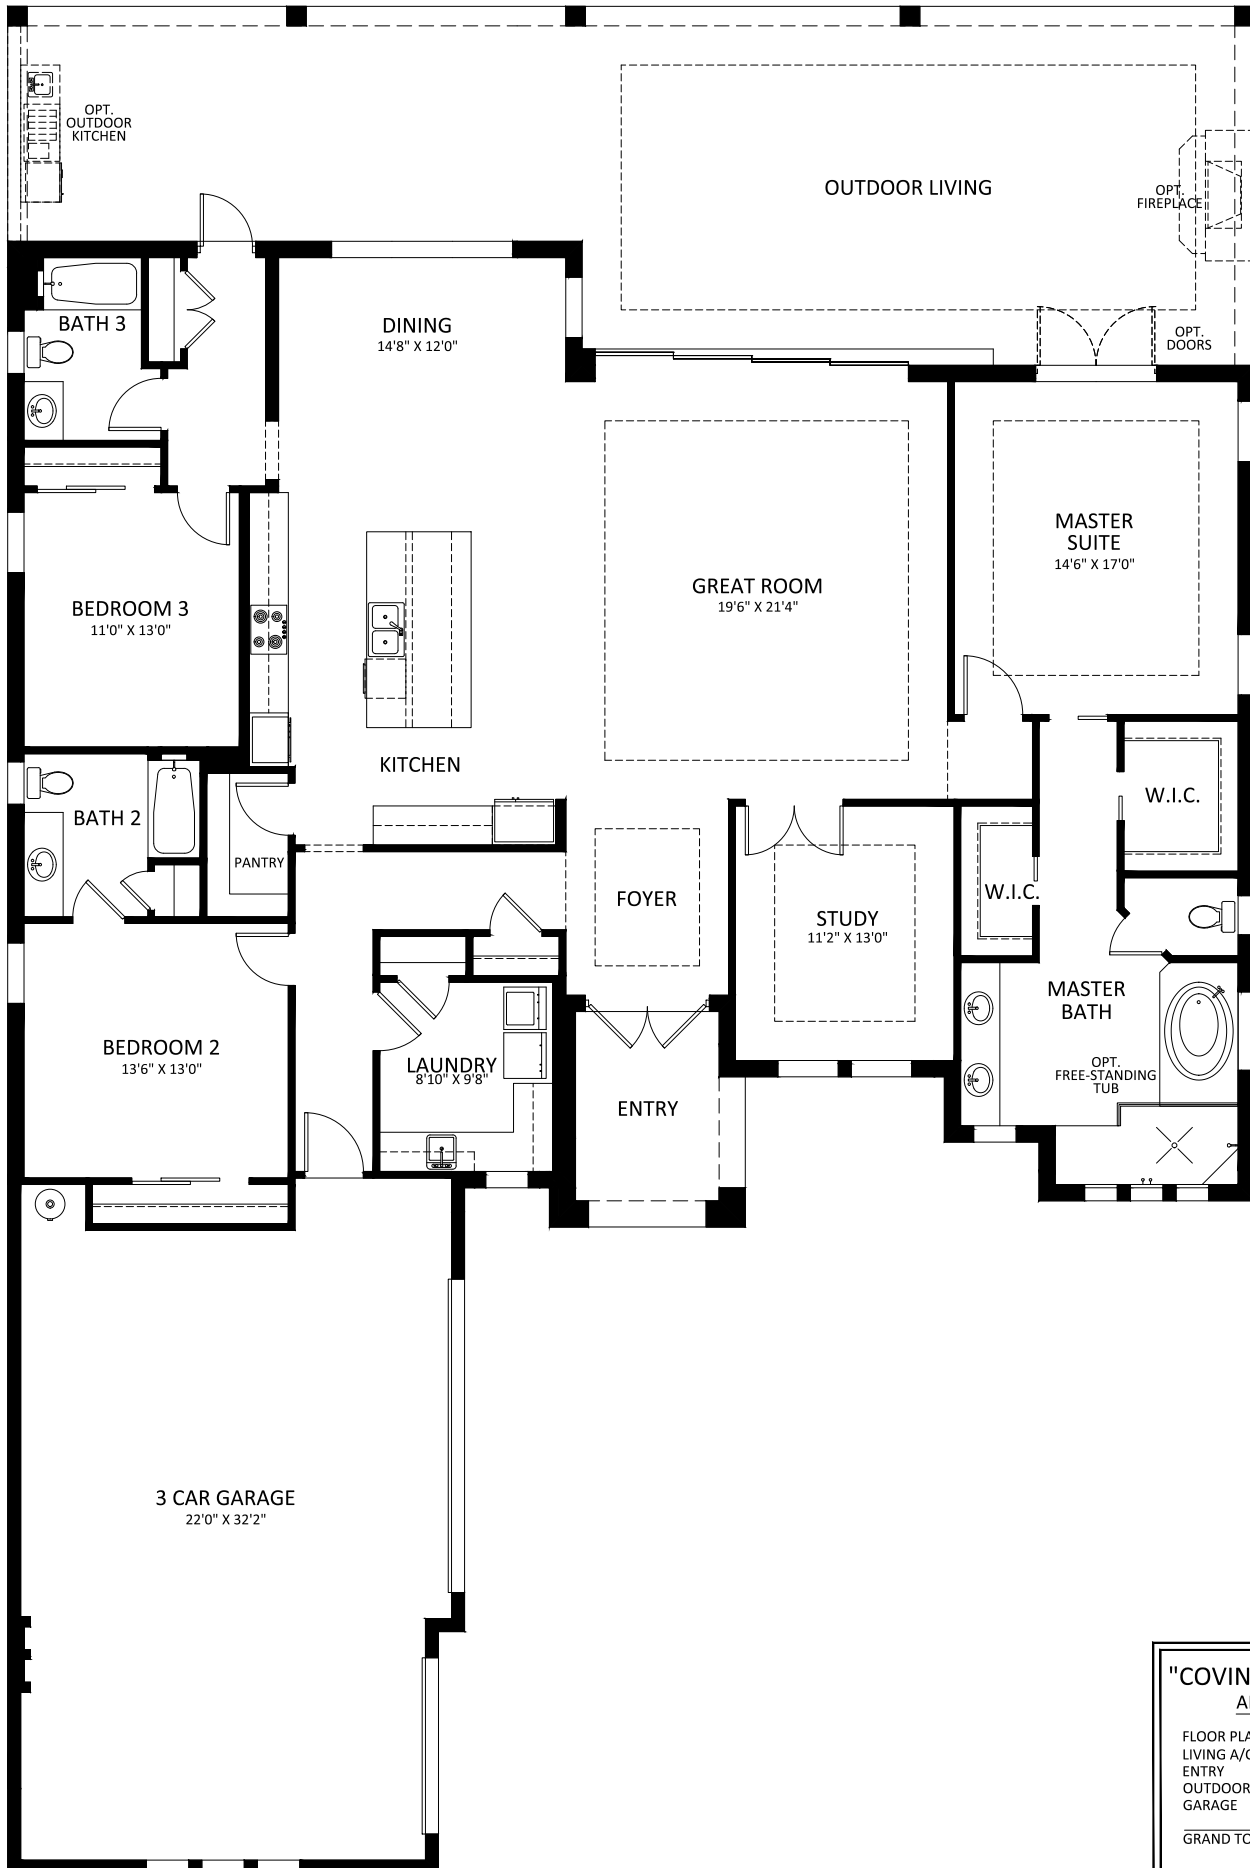 OPT.
OUTDOOR
KITCHEN
OUTDOOR LIVING
OPT.
FIREPLACE
BATH 3
DINING
14'8" X 12'0"
OPT.
DOORS
MASTER
SUITE
14'6" X 17'0"
GREAT ROOM
19'6" X 21'4"
BEDROOM 3
11'0" X 13'0"
KITCHEN
W.I.C.
BATH 2
PANTRY
FOYER
W.I.C.
STUDY
11'2" X 13'0"
MASTER
BATH
BEDROOM 2
13'6" X 13'0"
LAUNDRY
8'10" X 9'8"
OPT.
FREE-STANDING
TUB
ENTRY
3 CAR GARAGE
22'0" X 32'2"
"COVIN
FLOOR PLA
LIVING A/
ENTRY
OUTDOOR
GARAGE
GRAND TO